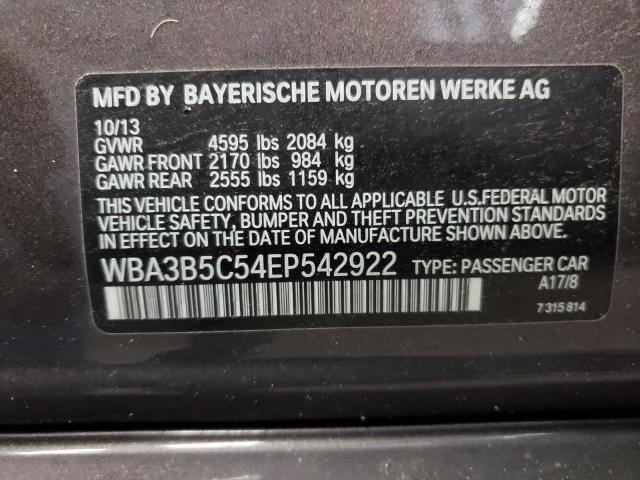 MFD BY BAYERISCHE MOTOREN WERKE AG
10/13
GVWR 4595 lbs 2084 kg
GAWR FRONT 2170 lbs 984 kg
GAWR REAR 2555 lbs 1159 kg
THIS VEHICLE CONFORMS TO ALL APPLICABLE U.S.FEDERAL MOTOR
VEHICLE SAFETY, BUMPER AND THEFT PREVENTION STANDARDS
IN EFFECT ON THE DATE OF MANUFACTURE SHOWN ABOVE.
WBA3B5C54EP542922 TYPE: PASSENGER CAR
A17/8
7 315 814